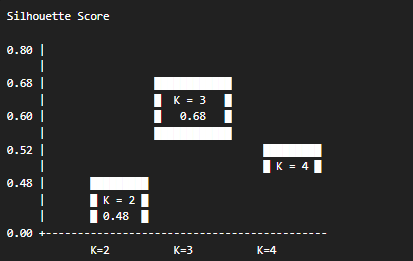 Silhouette Score
0.80 |
|
0.68 | ████████████
| █ K = 3 █
0.60 | █ 0.68 █
| ████████████
0.52 | █████████
| █ K = 4 █
0.48 | █████████
| █ K = 2 █
| █ 0.48 █
0.00 +--------------------------------------------
K=2 K=3 K=4